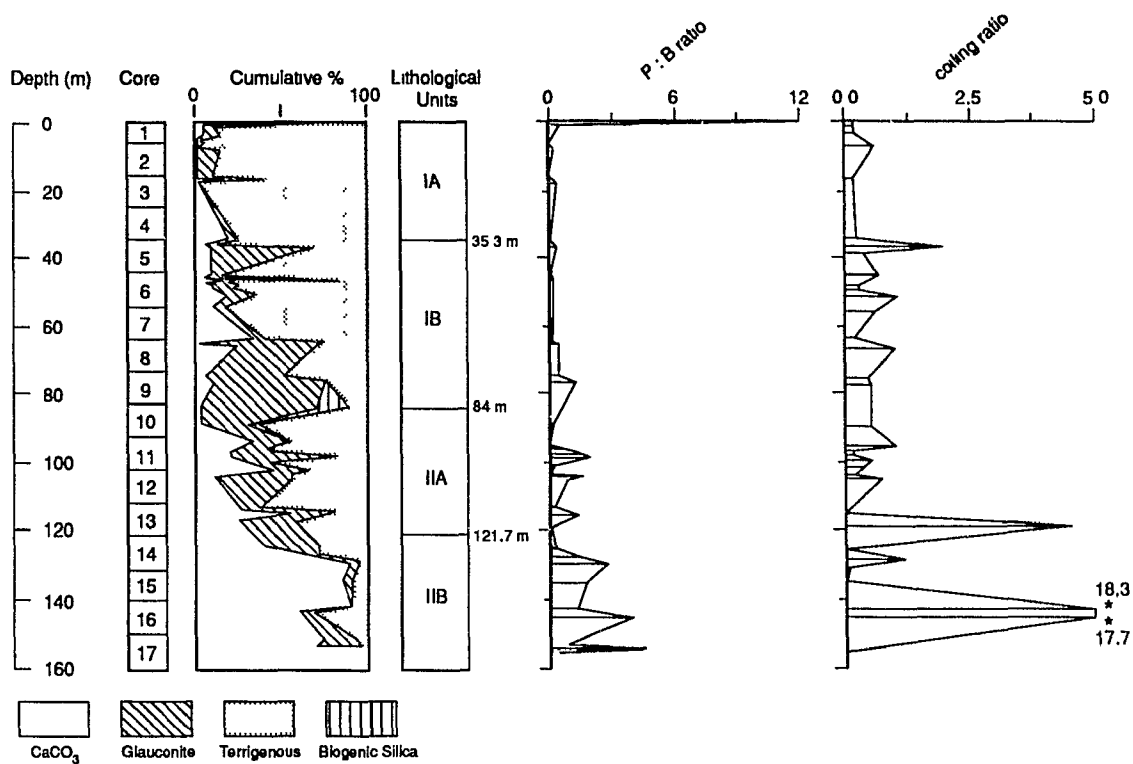 P : B ratio
coiling ratio
Depth (m) Core Cumulative % Lithological Units
0 100
0 6 12
0 0 2.5 5 0
0
20
40
60
80
100
120
140
160
1
2
3
4
5
6
7
8
9
10
11
12
13
14
15
16
17
IA
35 3 m
IB
84 m
IIA
121.7 m
IIB
18.3
*
*
17.7
CaCO3 Glauconite Terrigenous Biogenic Silica